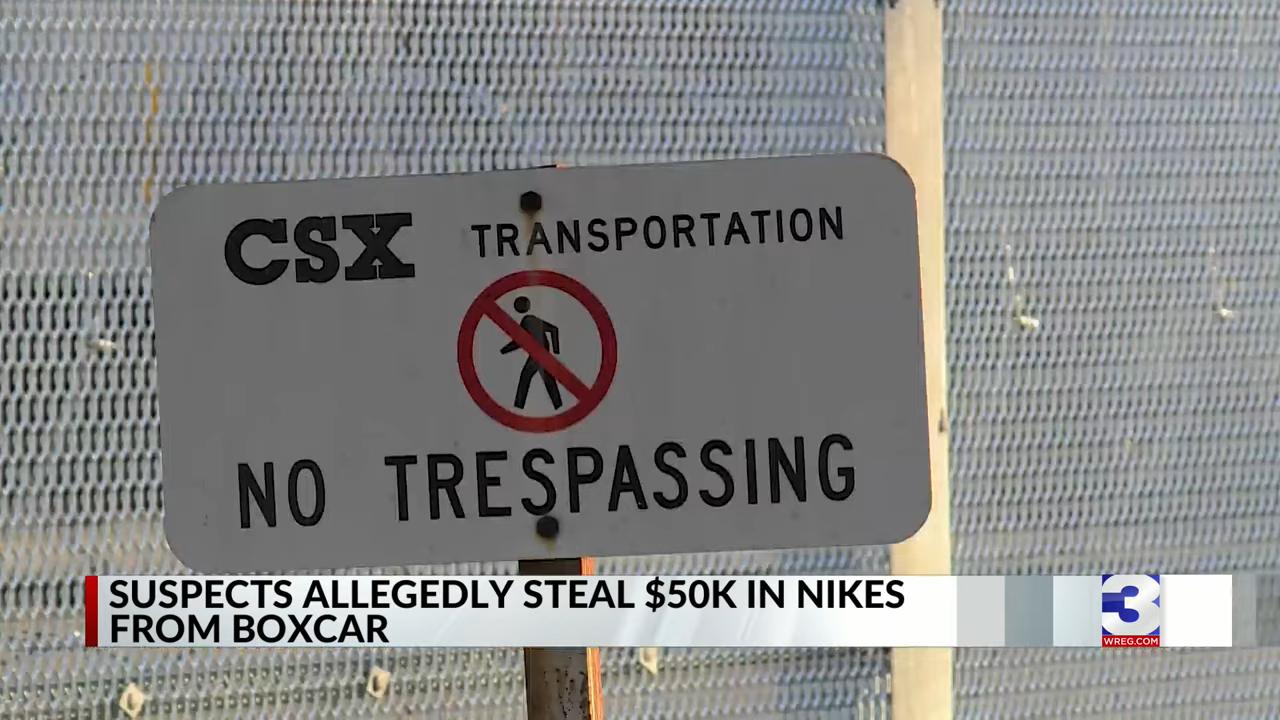 CSX TRANSPORTATION
NO TRESPASSING
SUSPECTS ALLEGEDLY STEAL $50K IN NIKES
FROM BOXCAR
3
WREG.COM